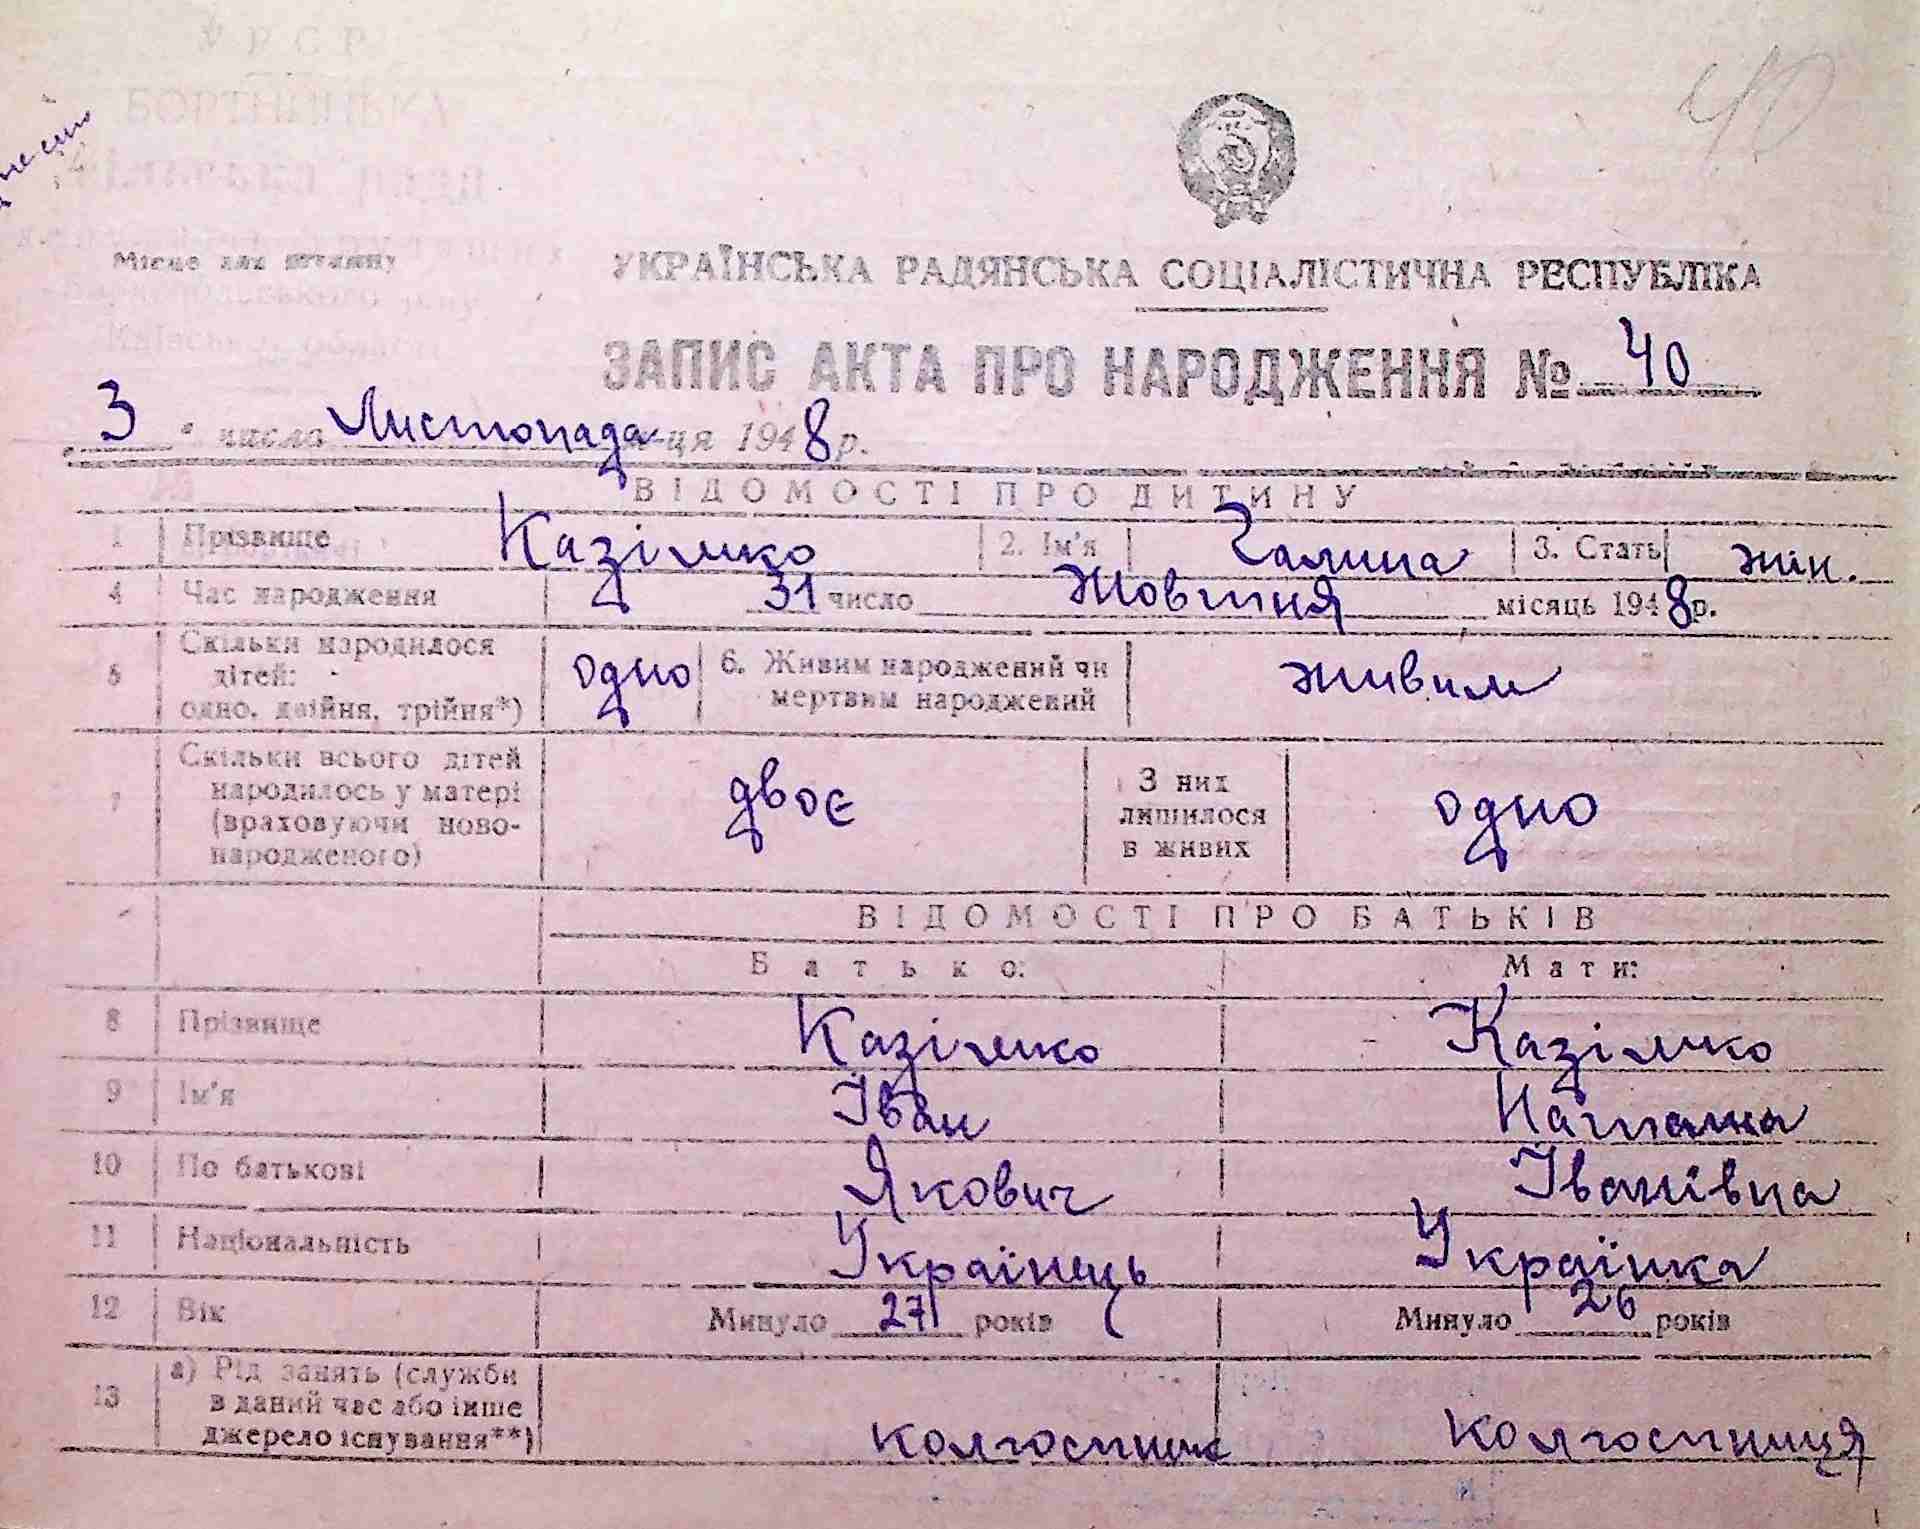 УРСР
БОРТНИЦЬКА
сільська рада
40
Місце для штампу
УКРАЇНСЬКА РАДЯНСЬКА СОЦІАЛІСТИЧНА РЕСПУБЛІКА
ЗАПИС АКТА ПРО НАРОДЖЕННЯ № 40
3 числа Листопада м-ця 1948 р.
ВІДОМОСТІ ПРО ДИТИНУ
1 Прізвище Казімко 2. Ім'я Галина 3. Стать жін.
4 Час народження 31 число Жовтня місяць 1948 р.
5 Скільки народилося дітей: одно, двійня, трійня*) одно 6. Живим народжений чи мертвим народжений живим
7 Скільки всього дітей народилось у матері (враховуючи новонародженого) двоє З них лишилося в живих одно
ВІДОМОСТІ ПРО БАТЬКІВ
Батько: Мати:
8 Прізвище Казімко Казімко
9 Ім'я Іван Наталка
10 По батькові Якович Іванівна
11 Національність Українець Українка
12 Вік Минуло 27 років Минуло 26 років
13 а) Рід занять (служби в даний час або інше джерело існування**) колгоспник колгоспниця